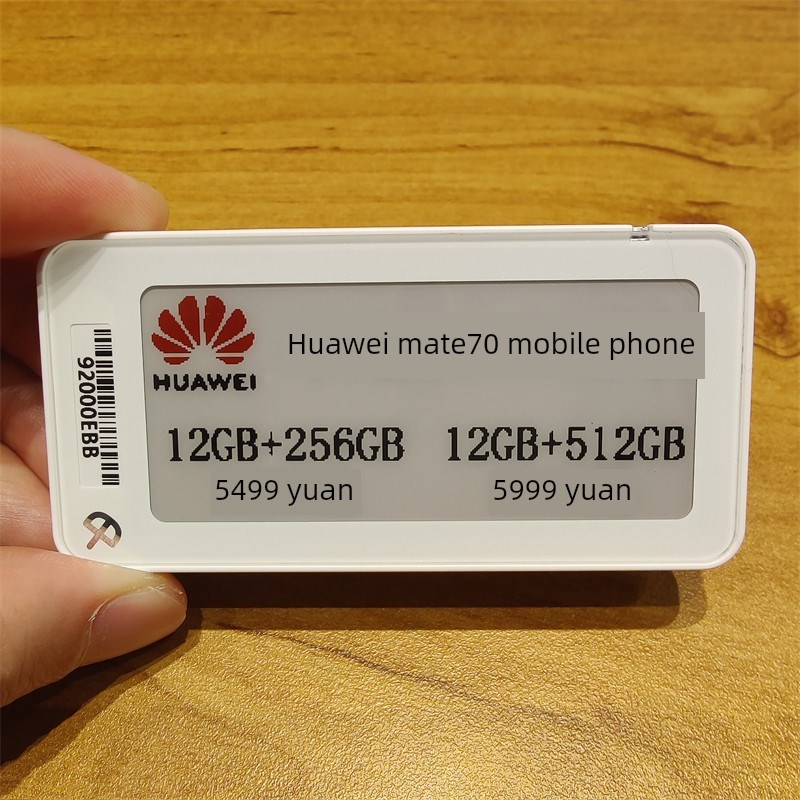 Huawei mate70 mobile phone
HUAWEI
12GB+256GB 12GB+512GB
5499 yuan 5999 yuan
92000EBB